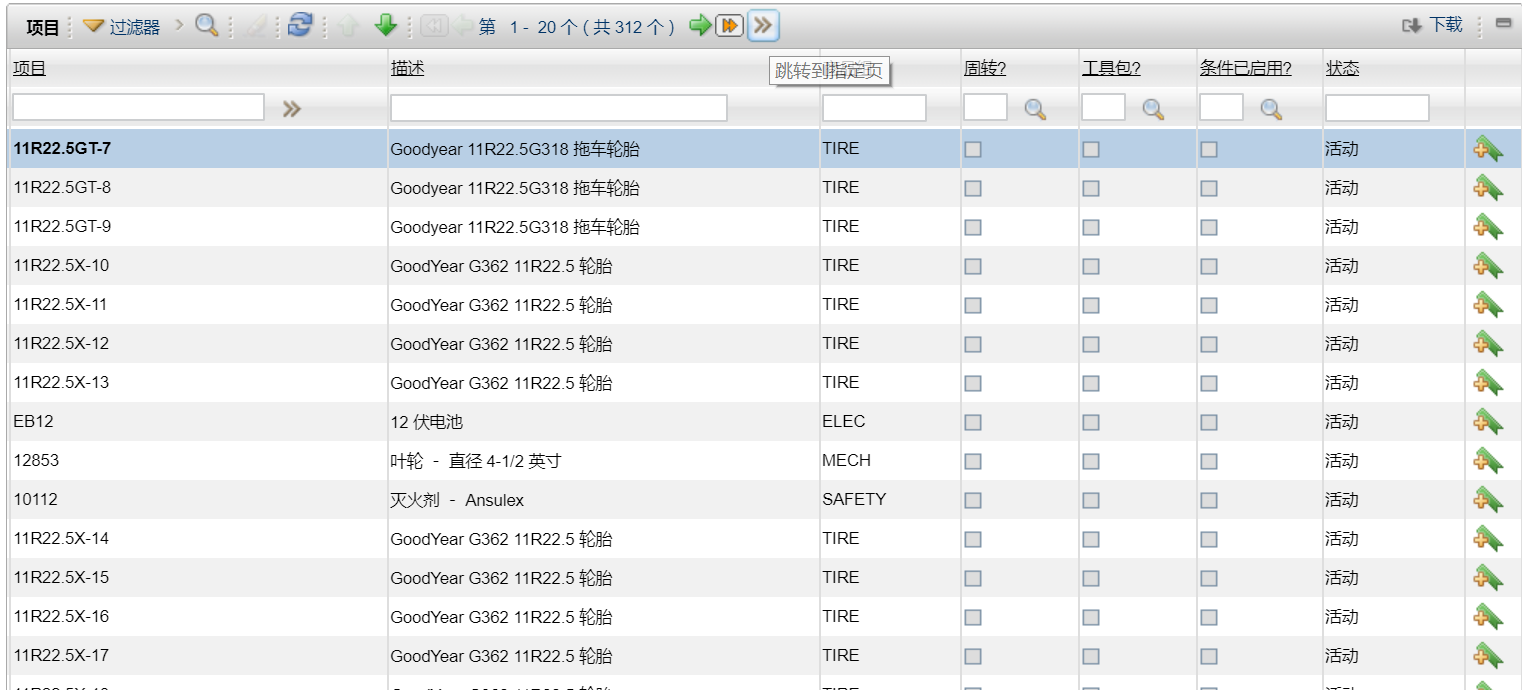 项目 过滤器 第 1 - 20 个 ( 共 312 个 ) 下载
跳转到指定页
项目 描述 周转? 工具包? 条件已启用? 状态
11R22.5GT-7 Goodyear 11R22.5G318 拖车轮胎 TIRE 活动
11R22.5GT-8 Goodyear 11R22.5G318 拖车轮胎 TIRE 活动
11R22.5GT-9 Goodyear 11R22.5G318 拖车轮胎 TIRE 活动
11R22.5X-10 GoodYear G362 11R22.5 轮胎 TIRE 活动
11R22.5X-11 GoodYear G362 11R22.5 轮胎 TIRE 活动
11R22.5X-12 GoodYear G362 11R22.5 轮胎 TIRE 活动
11R22.5X-13 GoodYear G362 11R22.5 轮胎 TIRE 活动
EB12 12 伏电池 ELEC 活动
12853 叶轮 - 直径 4-1/2 英寸 MECH 活动
10112 灭火剂 - Ansulex SAFETY 活动
11R22.5X-14 GoodYear G362 11R22.5 轮胎 TIRE 活动
11R22.5X-15 GoodYear G362 11R22.5 轮胎 TIRE 活动
11R22.5X-16 GoodYear G362 11R22.5 轮胎 TIRE 活动
11R22.5X-17 GoodYear G362 11R22.5 轮胎 TIRE 活动